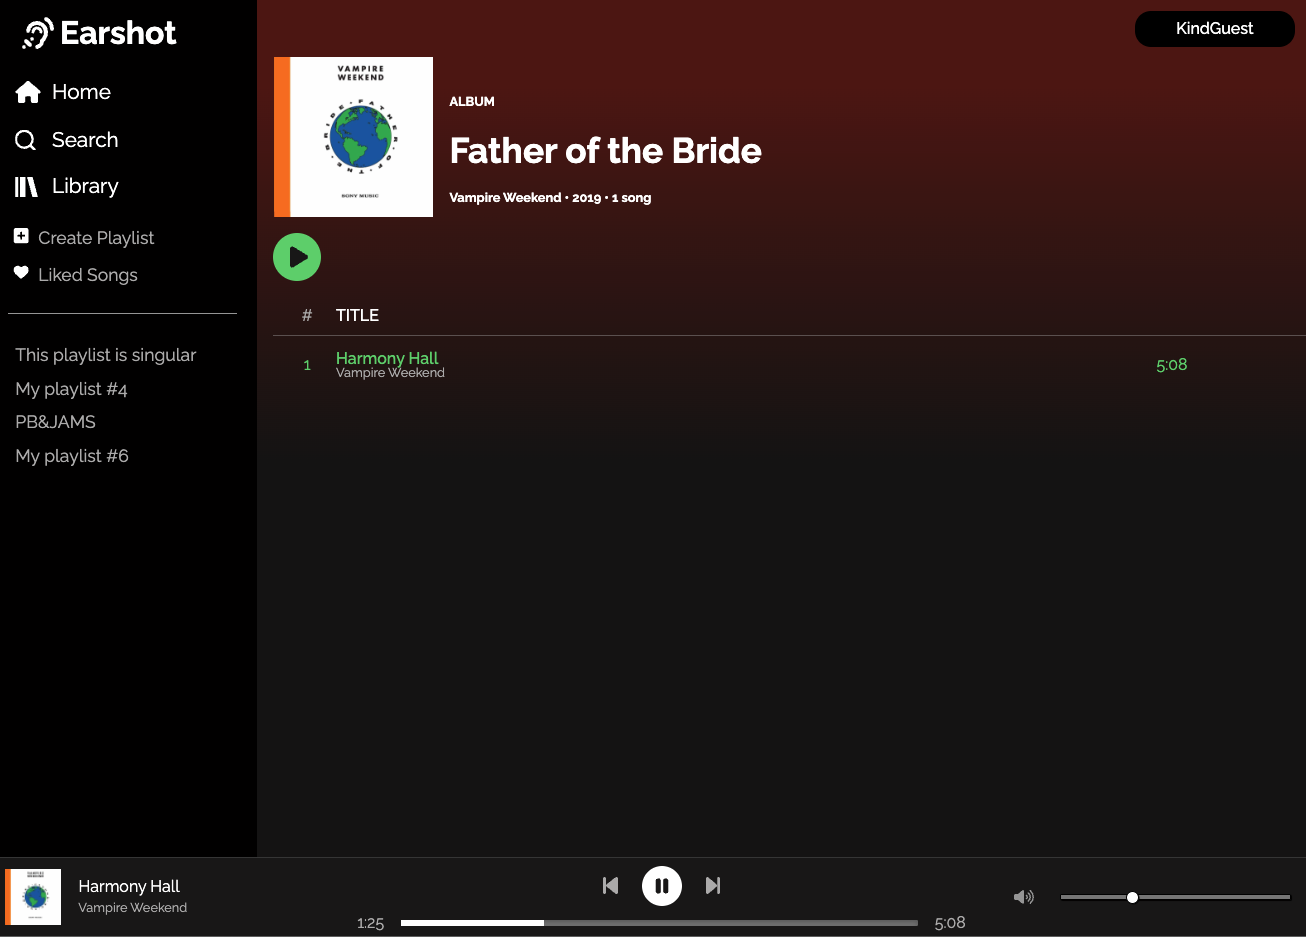 Earshot
Home
Search
Library
Create Playlist
Liked Songs
This playlist is singular
My playlist #4
PB&JAMS
My playlist #6
KindGuest
VAMPIRE
WEEKEND
FATHER OF THE BRIDE
SONY MUSIC
ALBUM
Father of the Bride
Vampire Weekend • 2019 • 1 song
# TITLE
1 Harmony Hall 5:08
Vampire Weekend
Harmony Hall
Vampire Weekend
1:25 5:08